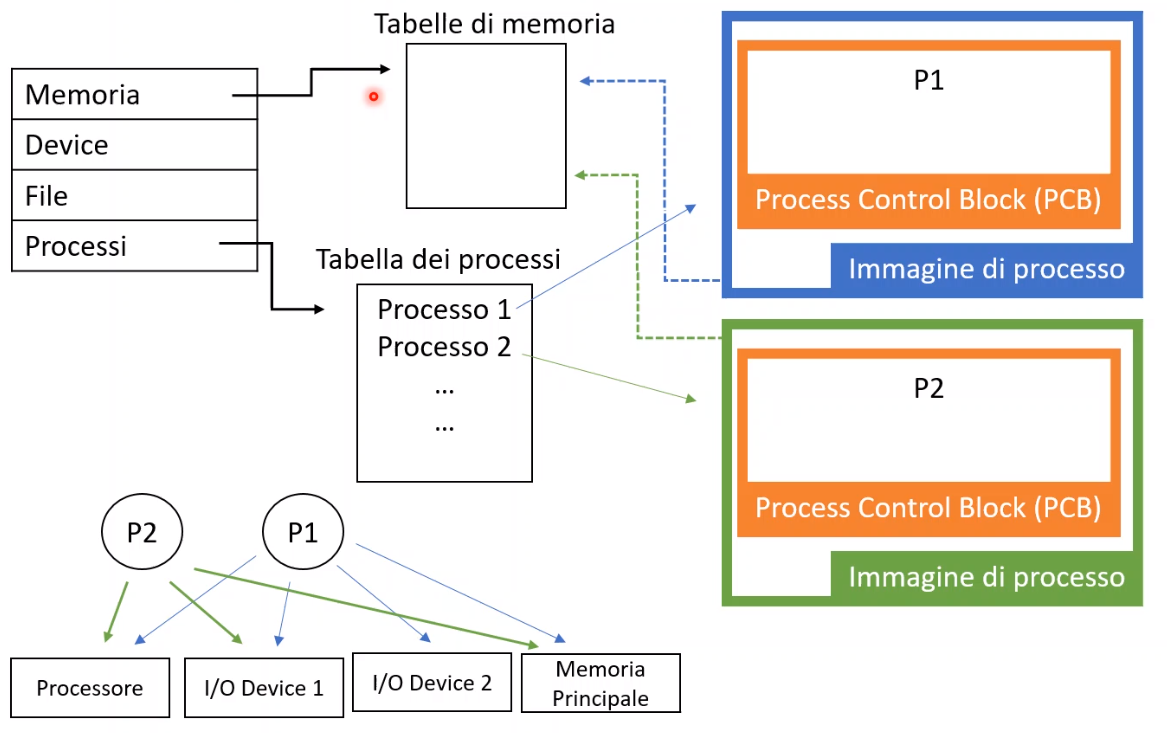 Tabelle di memoria
Memoria
Device
File
Processi
Tabella dei processi
Processo 1
Processo 2
...
...
P1
Process Control Block (PCB)
Immagine di processo
P2
Process Control Block (PCB)
Immagine di processo
P2
P1
Processore
I/O Device 1
I/O Device 2
Memoria
Principale